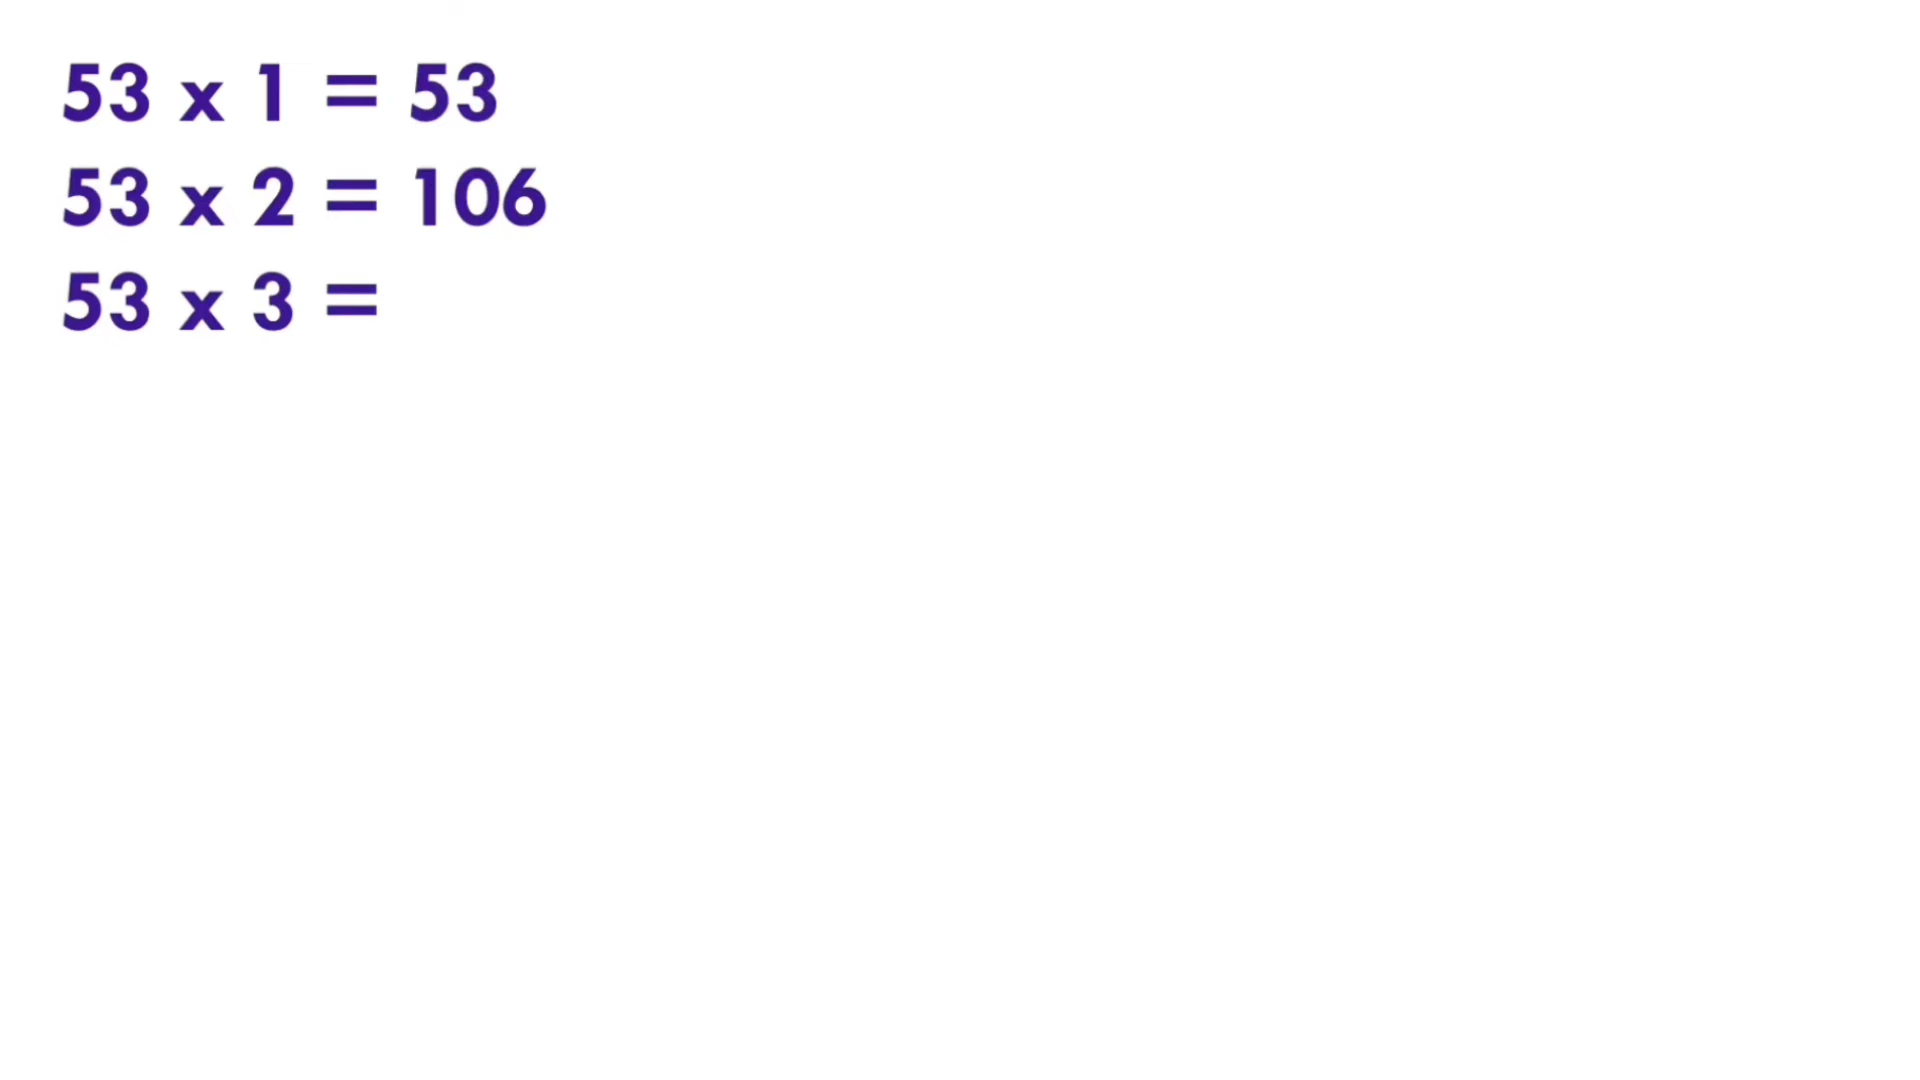 53 x 1 = 53
53 x 2 = 106
53 x 3 =